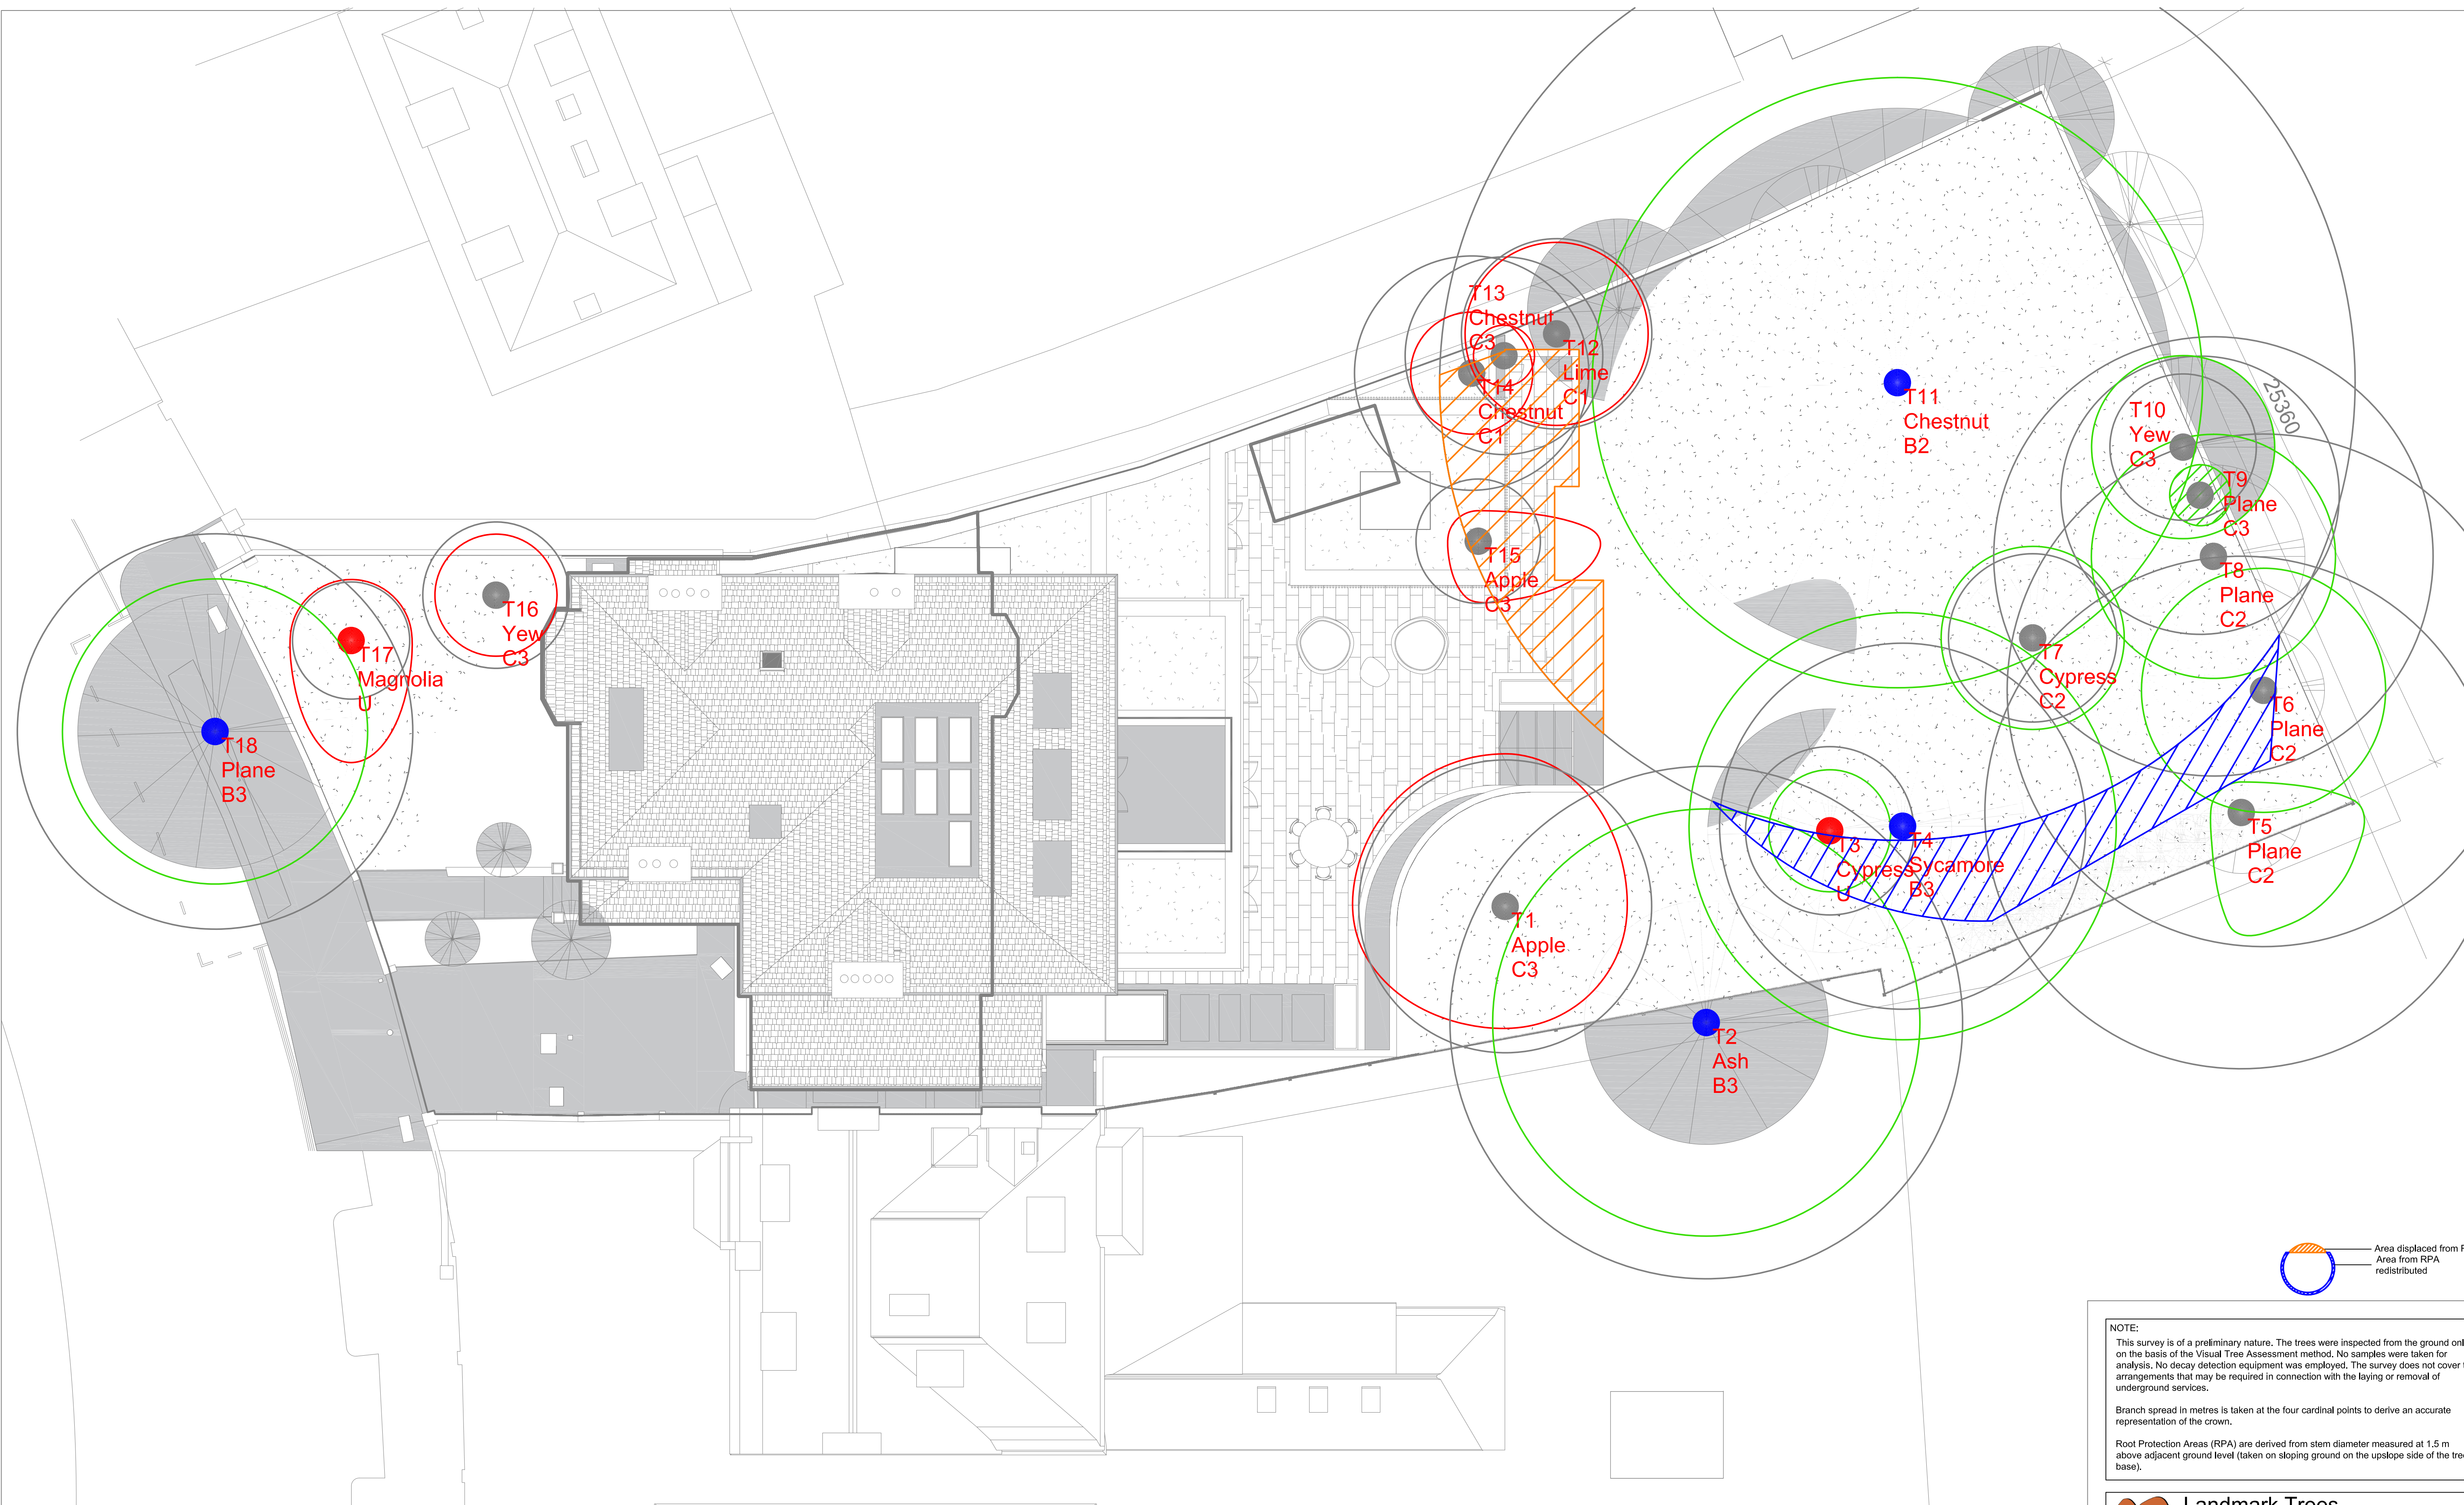 T13
Chestnut
C3
T12
Lime
C1
T14
Chestnut
C1
T11
Chestnut
B2
T10
Yew
C3
25360
T9
Plane
C3
T8
Plane
C2
T15
Apple
C3
T16
Yew
C3
T17
Magnolia
U
T7
Cypress
C2
T6
Plane
C2
T18
Plane
B3
T5
Plane
C2
T3
Cypress
U
T4
Sycamore
B3
T1
Apple
C3
T2
Ash
B3
Area displaced from
Area from RPA
redistributed
NOTE:
This survey is of a preliminary nature. The trees were inspected from the ground
on the basis of the Visual Tree Assessment method. No samples were taken for
analysis. No decay detection equipment was employed. The survey does not cover
arrangements that may be required in connection with the laying or removal of
underground services.
Branch spread in metres is taken at the four cardinal points to derive an accurate
representation of the crown.
Root Protection Areas (RPA) are derived from stem diameter measured at 1.5 m
above adjacent ground level (taken on sloping ground on the upslope side of the
base).
Landmark Trees